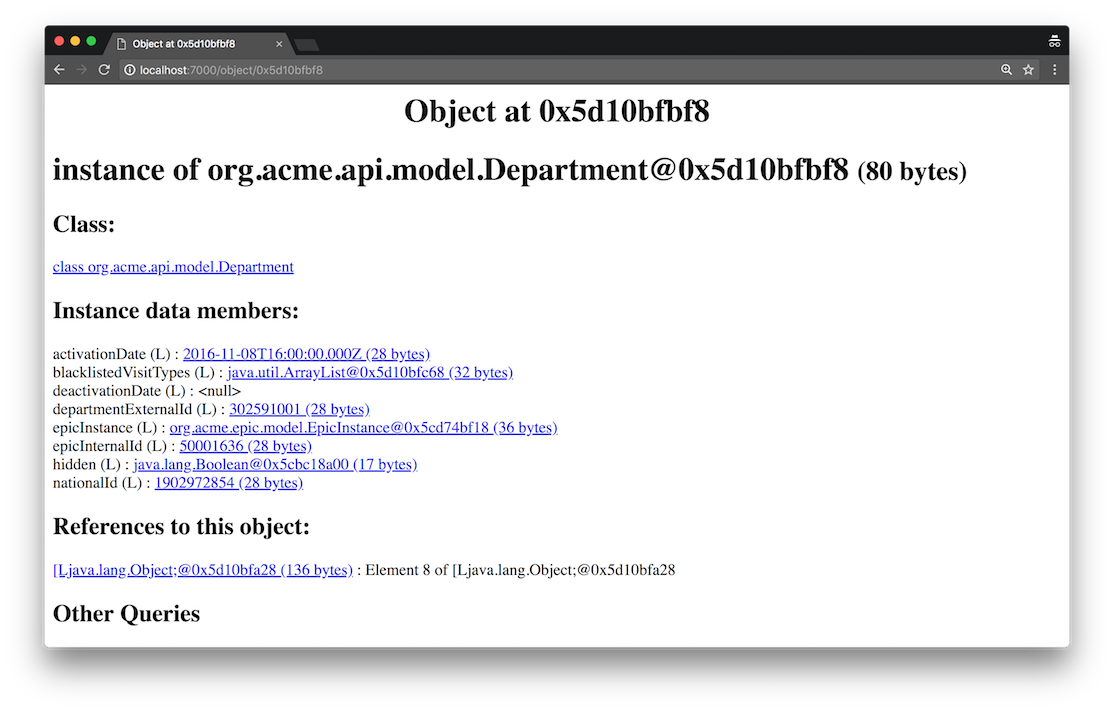 Object at 0x5d10bfbf8
localhost:7000/object/0x5d10bfbf8
Object at 0x5d10bfbf8
instance of org.acme.api.model.Department@0x5d10bfbf8 (80 bytes)
Class:
class org.acme.api.model.Department
Instance data members:
activationDate (L) : 2016-11-08T16:00:00.000Z (28 bytes)
blacklistedVisitTypes (L) : java.util.ArrayList@0x5d10bfc68 (32 bytes)
deactivationDate (L) : <null>
departmentExternalId (L) : 302591001 (28 bytes)
epicInstance (L) : org.acme.epic.model.EpicInstance@0x5cd74bf18 (36 bytes)
epicInternalId (L) : 50001636 (28 bytes)
hidden (L) : java.lang.Boolean@0x5cbc18a00 (17 bytes)
nationalId (L) : 1902972854 (28 bytes)
References to this object:
[Ljava.lang.Object;@0x5d10bfa28 (136 bytes) : Element 8 of [Ljava.lang.Object;@0x5d10bfa28
Other Queries